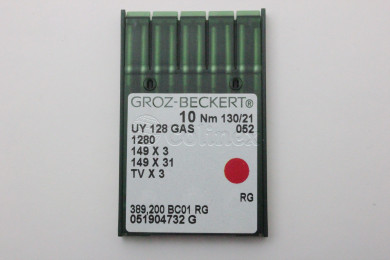 GROZ-BECKERT®
10 Nm 130/21
UY 128 GAS 052
1280
149 X 3
149 X 31
TV X 3
RG
389,200 BC01 RG
051904732 G